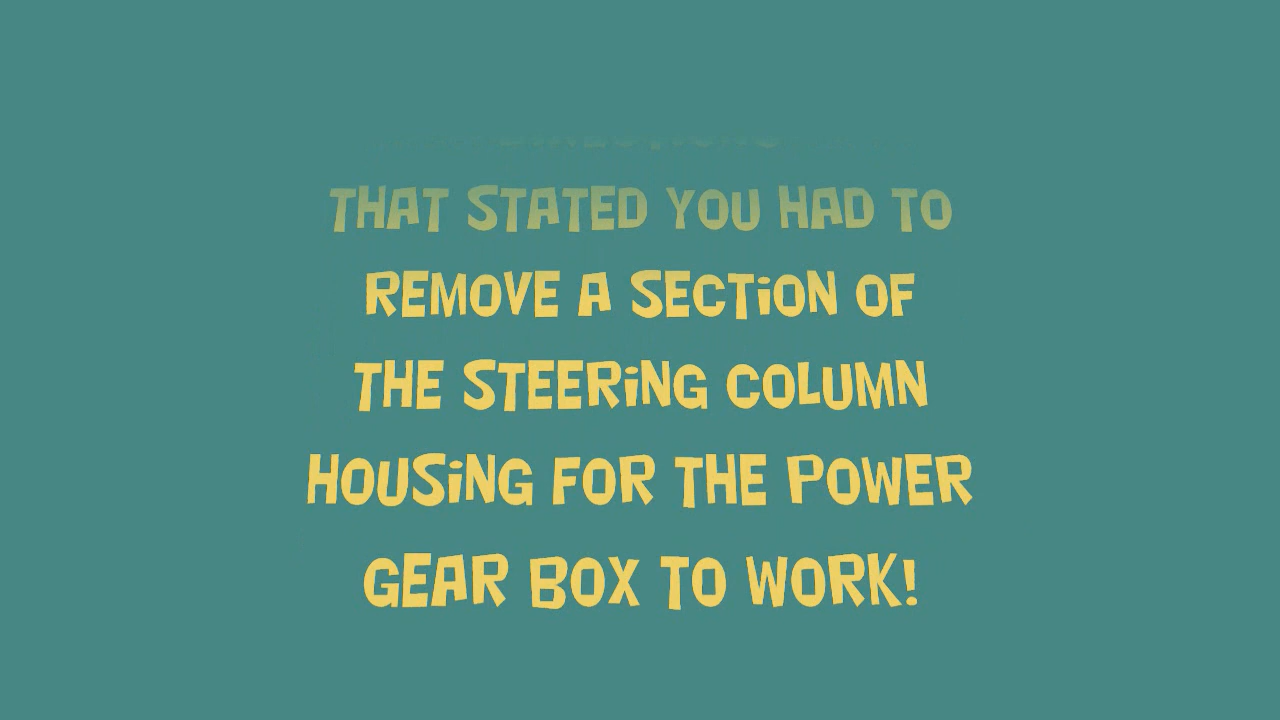 THAT STATED YOU HAD TO
REMOVE A SECTION OF
THE STEERING COLUMN
HOUSING FOR THE POWER
GEAR BOX TO WORK!